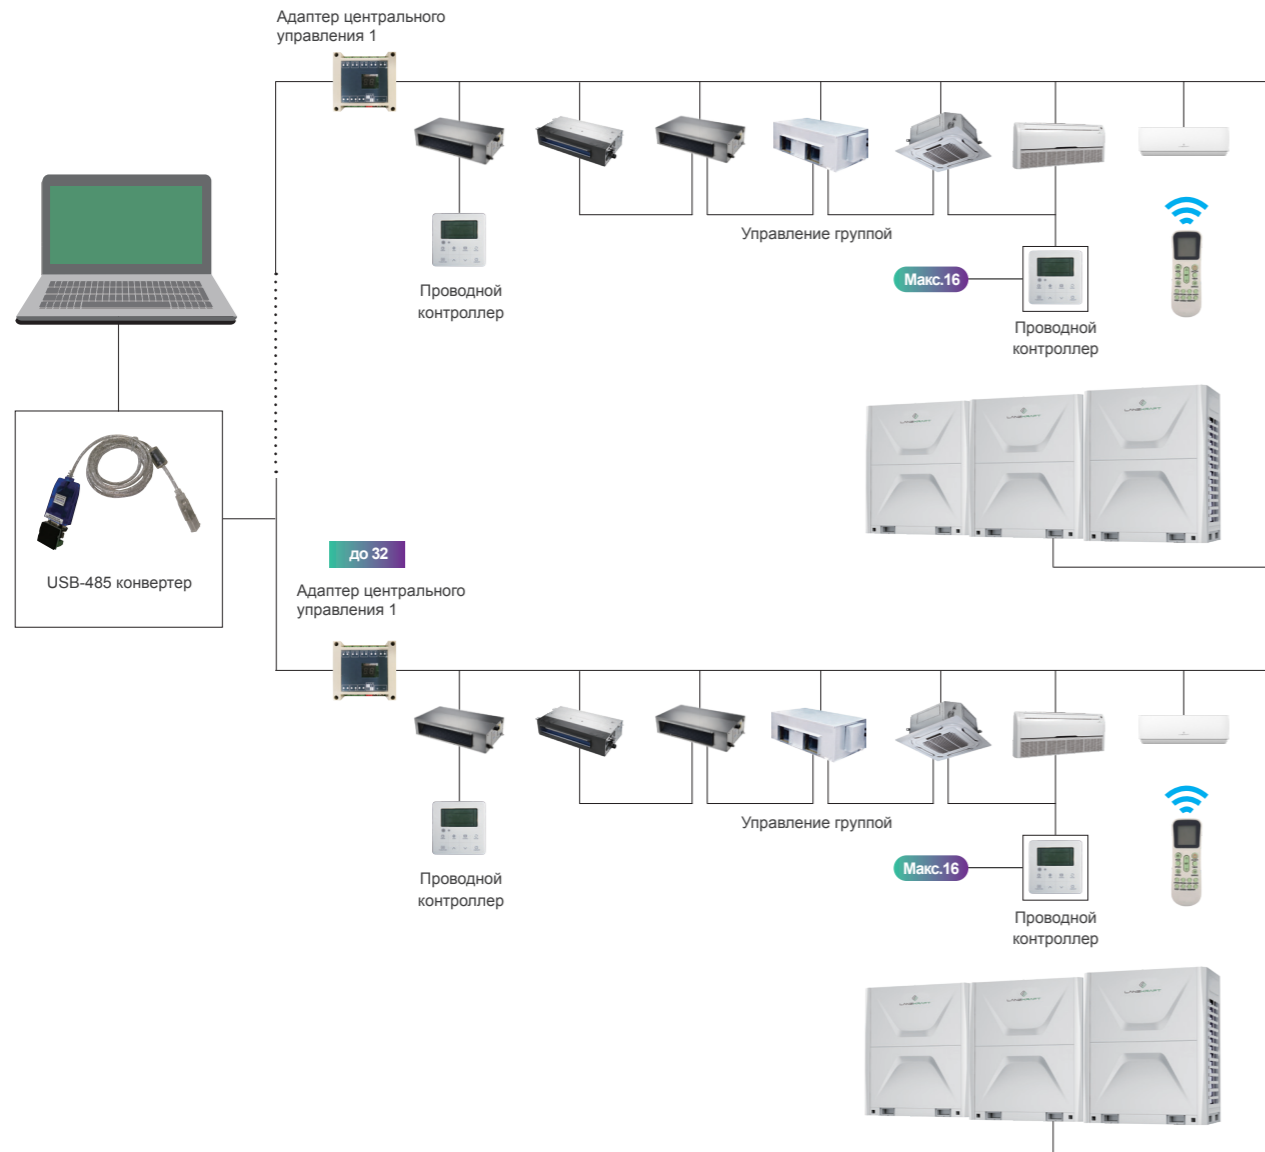 Адаптер центрального
управления 1
Проводной
контроллер
Управление группой
Макс.16
Проводной
контроллер
USB-485 конвертер
до 32
Адаптер центрального
управления 1
Проводной
контроллер
Управление группой
Макс.16
Проводной
контроллер